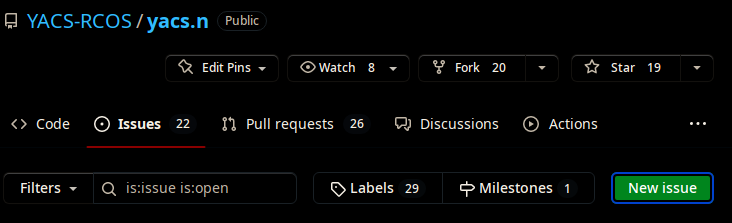 YACS-RCOS / yacs.n Public
Edit Pins Watch 8 Fork 20 Star 19
Code Issues 22 Pull requests 26 Discussions Actions ...
Filters is:issue is:open Labels 29 Milestones 1 New issue